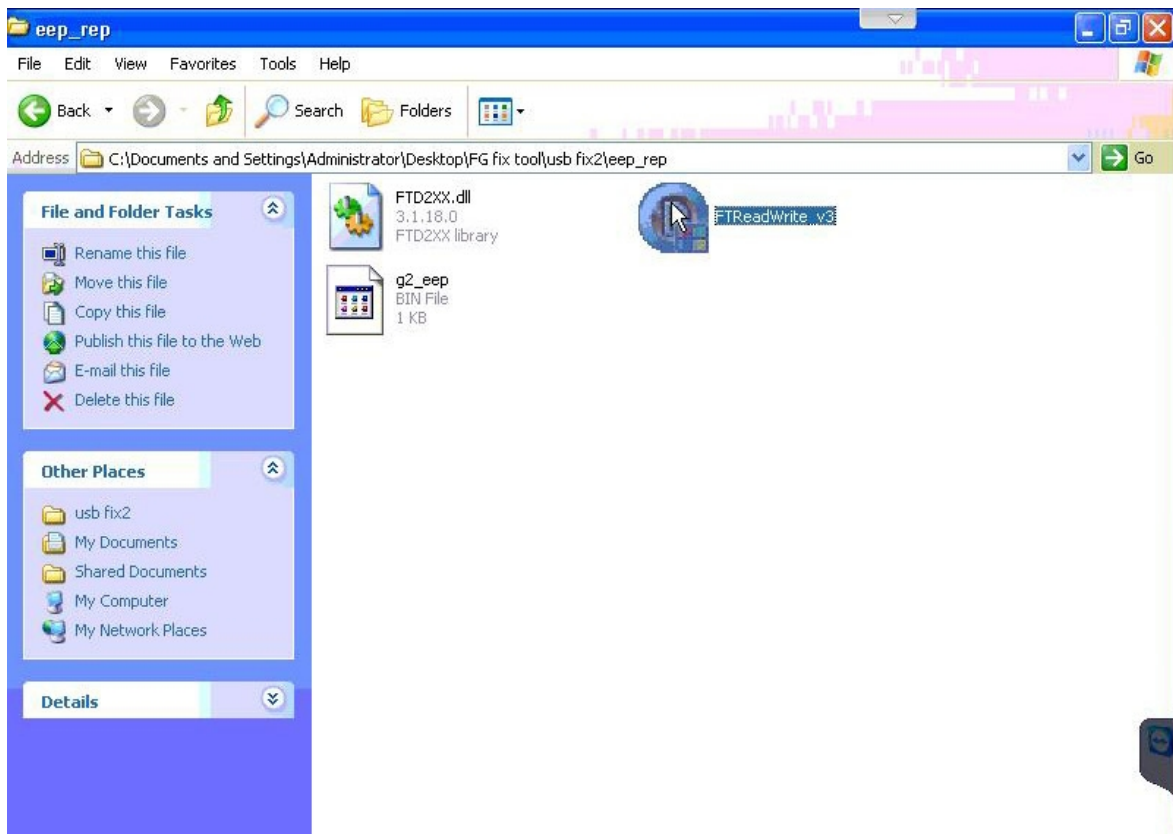 eep_rep
File Edit View Favorites Tools Help
Back Search Folders
Address C:\Documents and Settings\Administrator\Desktop\FG fix tool\usb fix2\eep_rep Go
File and Folder Tasks
Rename this file
Move this file
Copy this file
Publish this file to the Web
E-mail this file
Delete this file
Other Places
usb fix2
My Documents
Shared Documents
My Computer
My Network Places
Details
FTD2XX.dll
3.1.18.0
FTD2XX library
FTReadWrite_v3
g2_eep
BIN File
1 KB